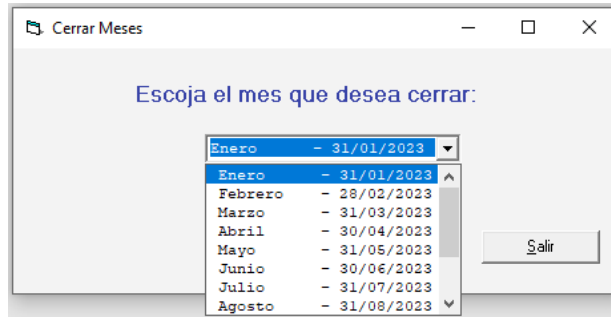 Cerrar Meses
Escoja el mes que desea cerrar:
Enero - 31/01/2023
Enero - 31/01/2023
Febrero - 28/02/2023
Marzo - 31/03/2023
Abril - 30/04/2023
Mayo - 31/05/2023
Junio - 30/06/2023
Julio - 31/07/2023
Agosto - 31/08/2023
Salir